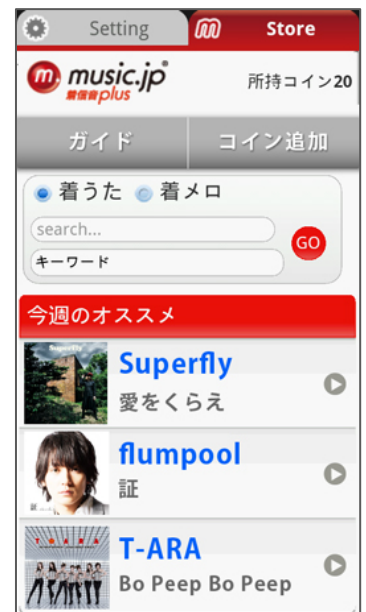 Setting
Store
music.jp
着信音plus
所持コイン20
ガイド
コイン追加
着うた 着メロ
search...
GO
キーワード
今週のオススメ
Superfly
愛をくらえ
flumpool
証
T-ARA
Bo Peep Bo Peep